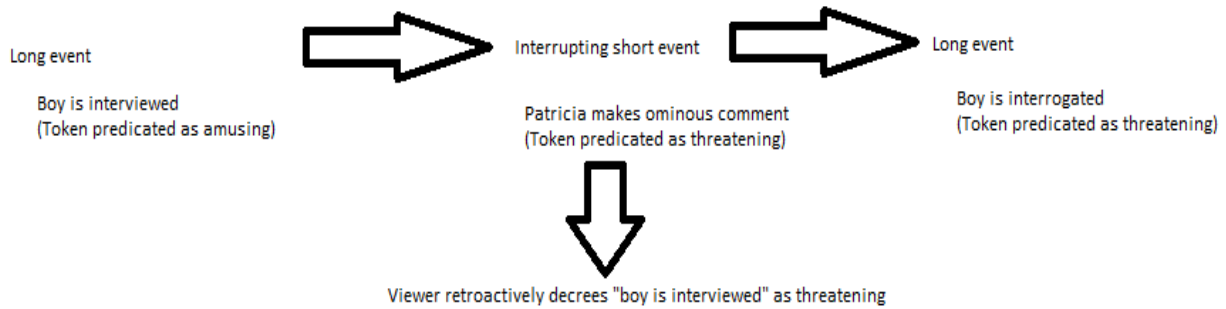 Long event
Boy is interviewed
(Token predicated as amusing)
Interrupting short event
Patricia makes ominous comment
(Token predicated as threatening)
Long event
Boy is interrogated
(Token predicated as threatening)
Viewer retroactively decrees "boy is interviewed" as threatening